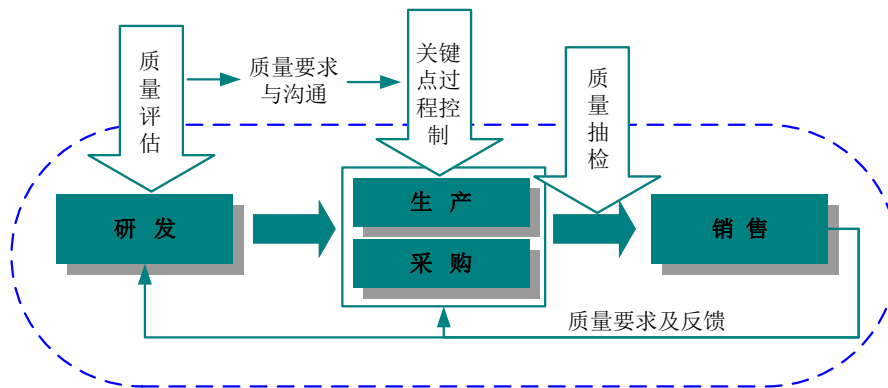 质量评估
质量要求
与沟通
关键
点过
程控
制
质量抽检
研 发
生 产
采 购
销 售
质量要求及反馈